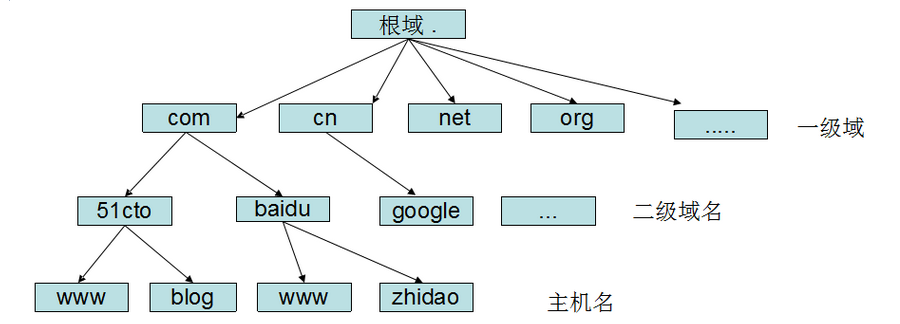 根域 .
com
cn
net
org
.....
一级域
51cto
baidu
google
...
二级域名
www
blog
www
zhidao
主机名